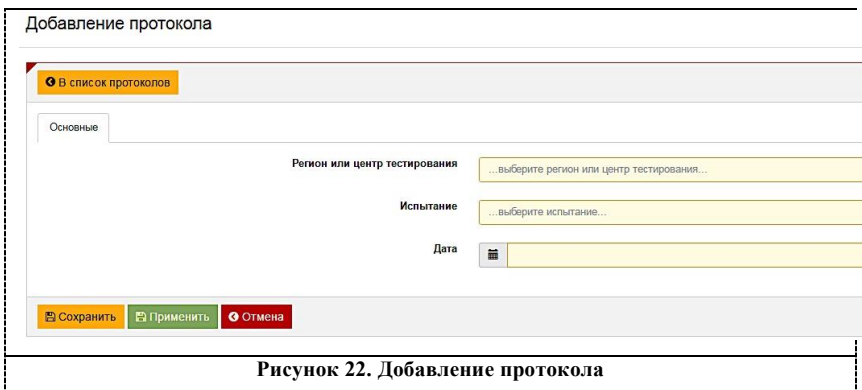 Добавление протокола
В список протоколов
Основные
Регион или центр тестирования
...выберите регион или центр тестирования...
Испытание
...выберите испытание...
Дата
Сохранить Применить Отмена
Рисунок 22. Добавление протокола